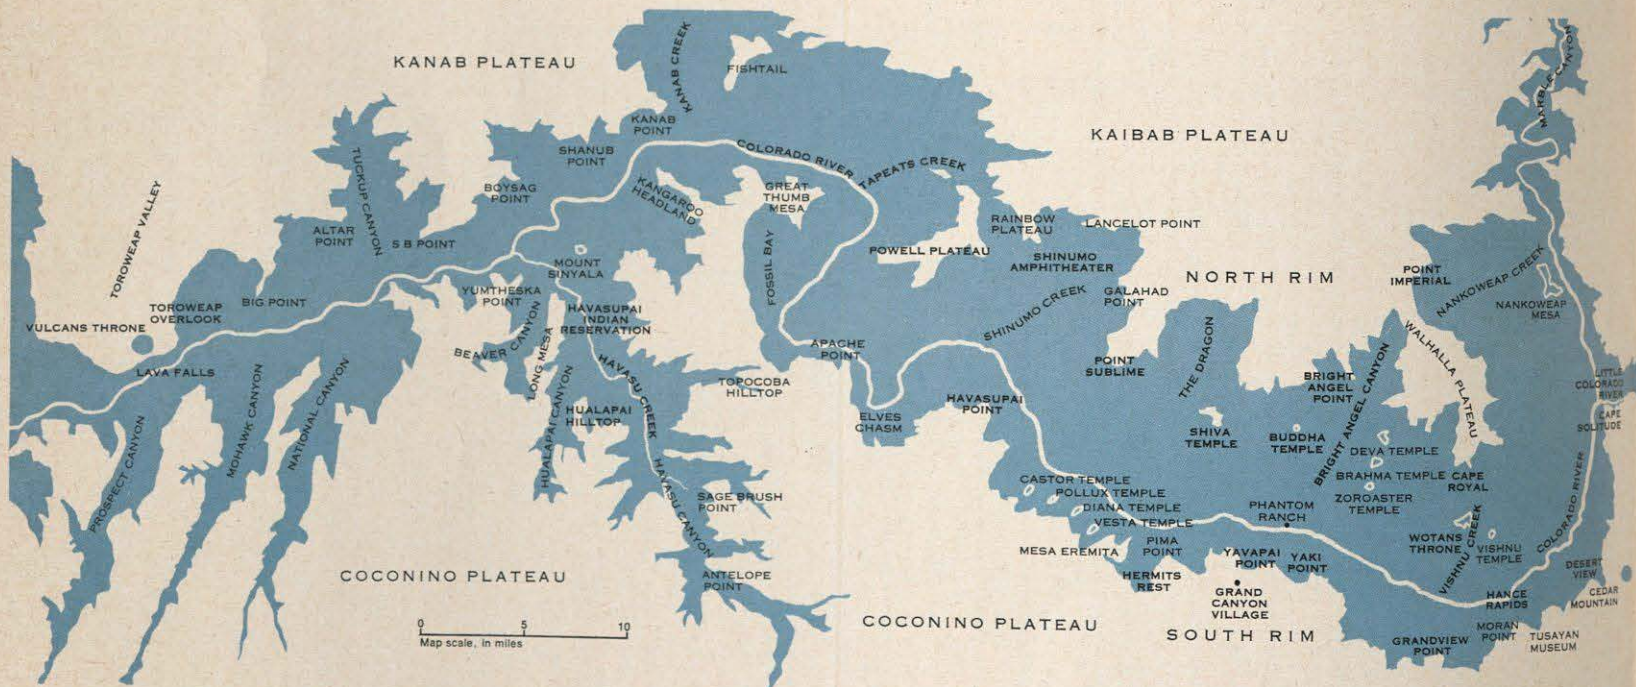 KANAB PLATEAU
KANAB CREEK
FISHTAIL
MARBLE CANYON
KANAB
POINT
KAIBAB PLATEAU
SHANUB
POINT
COLORADO RIVER
TAPEATS CREEK
TUCKUP CANYON
BOYSAG
POINT
KANGAROO
HEADLAND
GREAT
THUMB
MESA
TOROWEAP VALLEY
ALTAR
POINT
S B POINT
RAINBOW
PLATEAU
LANCELOT POINT
POWELL PLATEAU
SHINUMO
AMPHITHEATER
FOSSIL BAY
MOUNT
SINYALA
NORTH RIM
POINT
IMPERIAL
NANKOWEAP CREEK
NANKOWEAP
MESA
YUMTHESKA
POINT
GALAHAD
POINT
SHINUMO CREEK
BIG POINT
TOROWEAP
OVERLOOK
VULCANS THRONE
HAVASUPAI
INDIAN
RESERVATION
BEAVER CANYON
LONG MESA
APACHE
POINT
THE DRAGON
WALHALLA PLATEAU
LAVA FALLS
POINT
SUBLIME
BRIGHT
ANGEL
POINT
BRIGHT ANGEL CANYON
LITTLE
COLORADO
RIVER
CAPE
SOLITUDE
MOHAWK CANYON
NATIONAL CANYON
HUALAPAI CANYON
HAVASU CREEK
TOPOCOBA
HILLTOP
HUALAPAI
HILLTOP
ELVES
CHASM
HAVASUPAI
POINT
SHIVA
TEMPLE
BUDDHA
TEMPLE
DEVA TEMPLE
BRAHMA TEMPLE
CAPE
ROYAL
ZOROASTER
TEMPLE
PROSPECT CANYON
HAVASU CANYON
SAGE BRUSH
POINT
CASTOR TEMPLE
POLLUX TEMPLE
DIANA TEMPLE
VESTA TEMPLE
PHANTOM
RANCH
COLORADO RIVER
MESA EREMITA
PIMA
POINT
YAVAPAI
POINT
YAKI
POINT
WOTANS
THRONE
VISHNU CREEK
VISHNU
TEMPLE
DESERT
VIEW
CEDAR
MOUNTAIN
COCONINO PLATEAU
ANTELOPE
POINT
HERMITS
REST
GRAND
CANYON
VILLAGE
HANCE
RAPIDS
COCONINO PLATEAU
SOUTH RIM
GRANDVIEW
POINT
MORAN
POINT
TUSAYAN
MUSEUM
0 5 10
Map scale, in miles